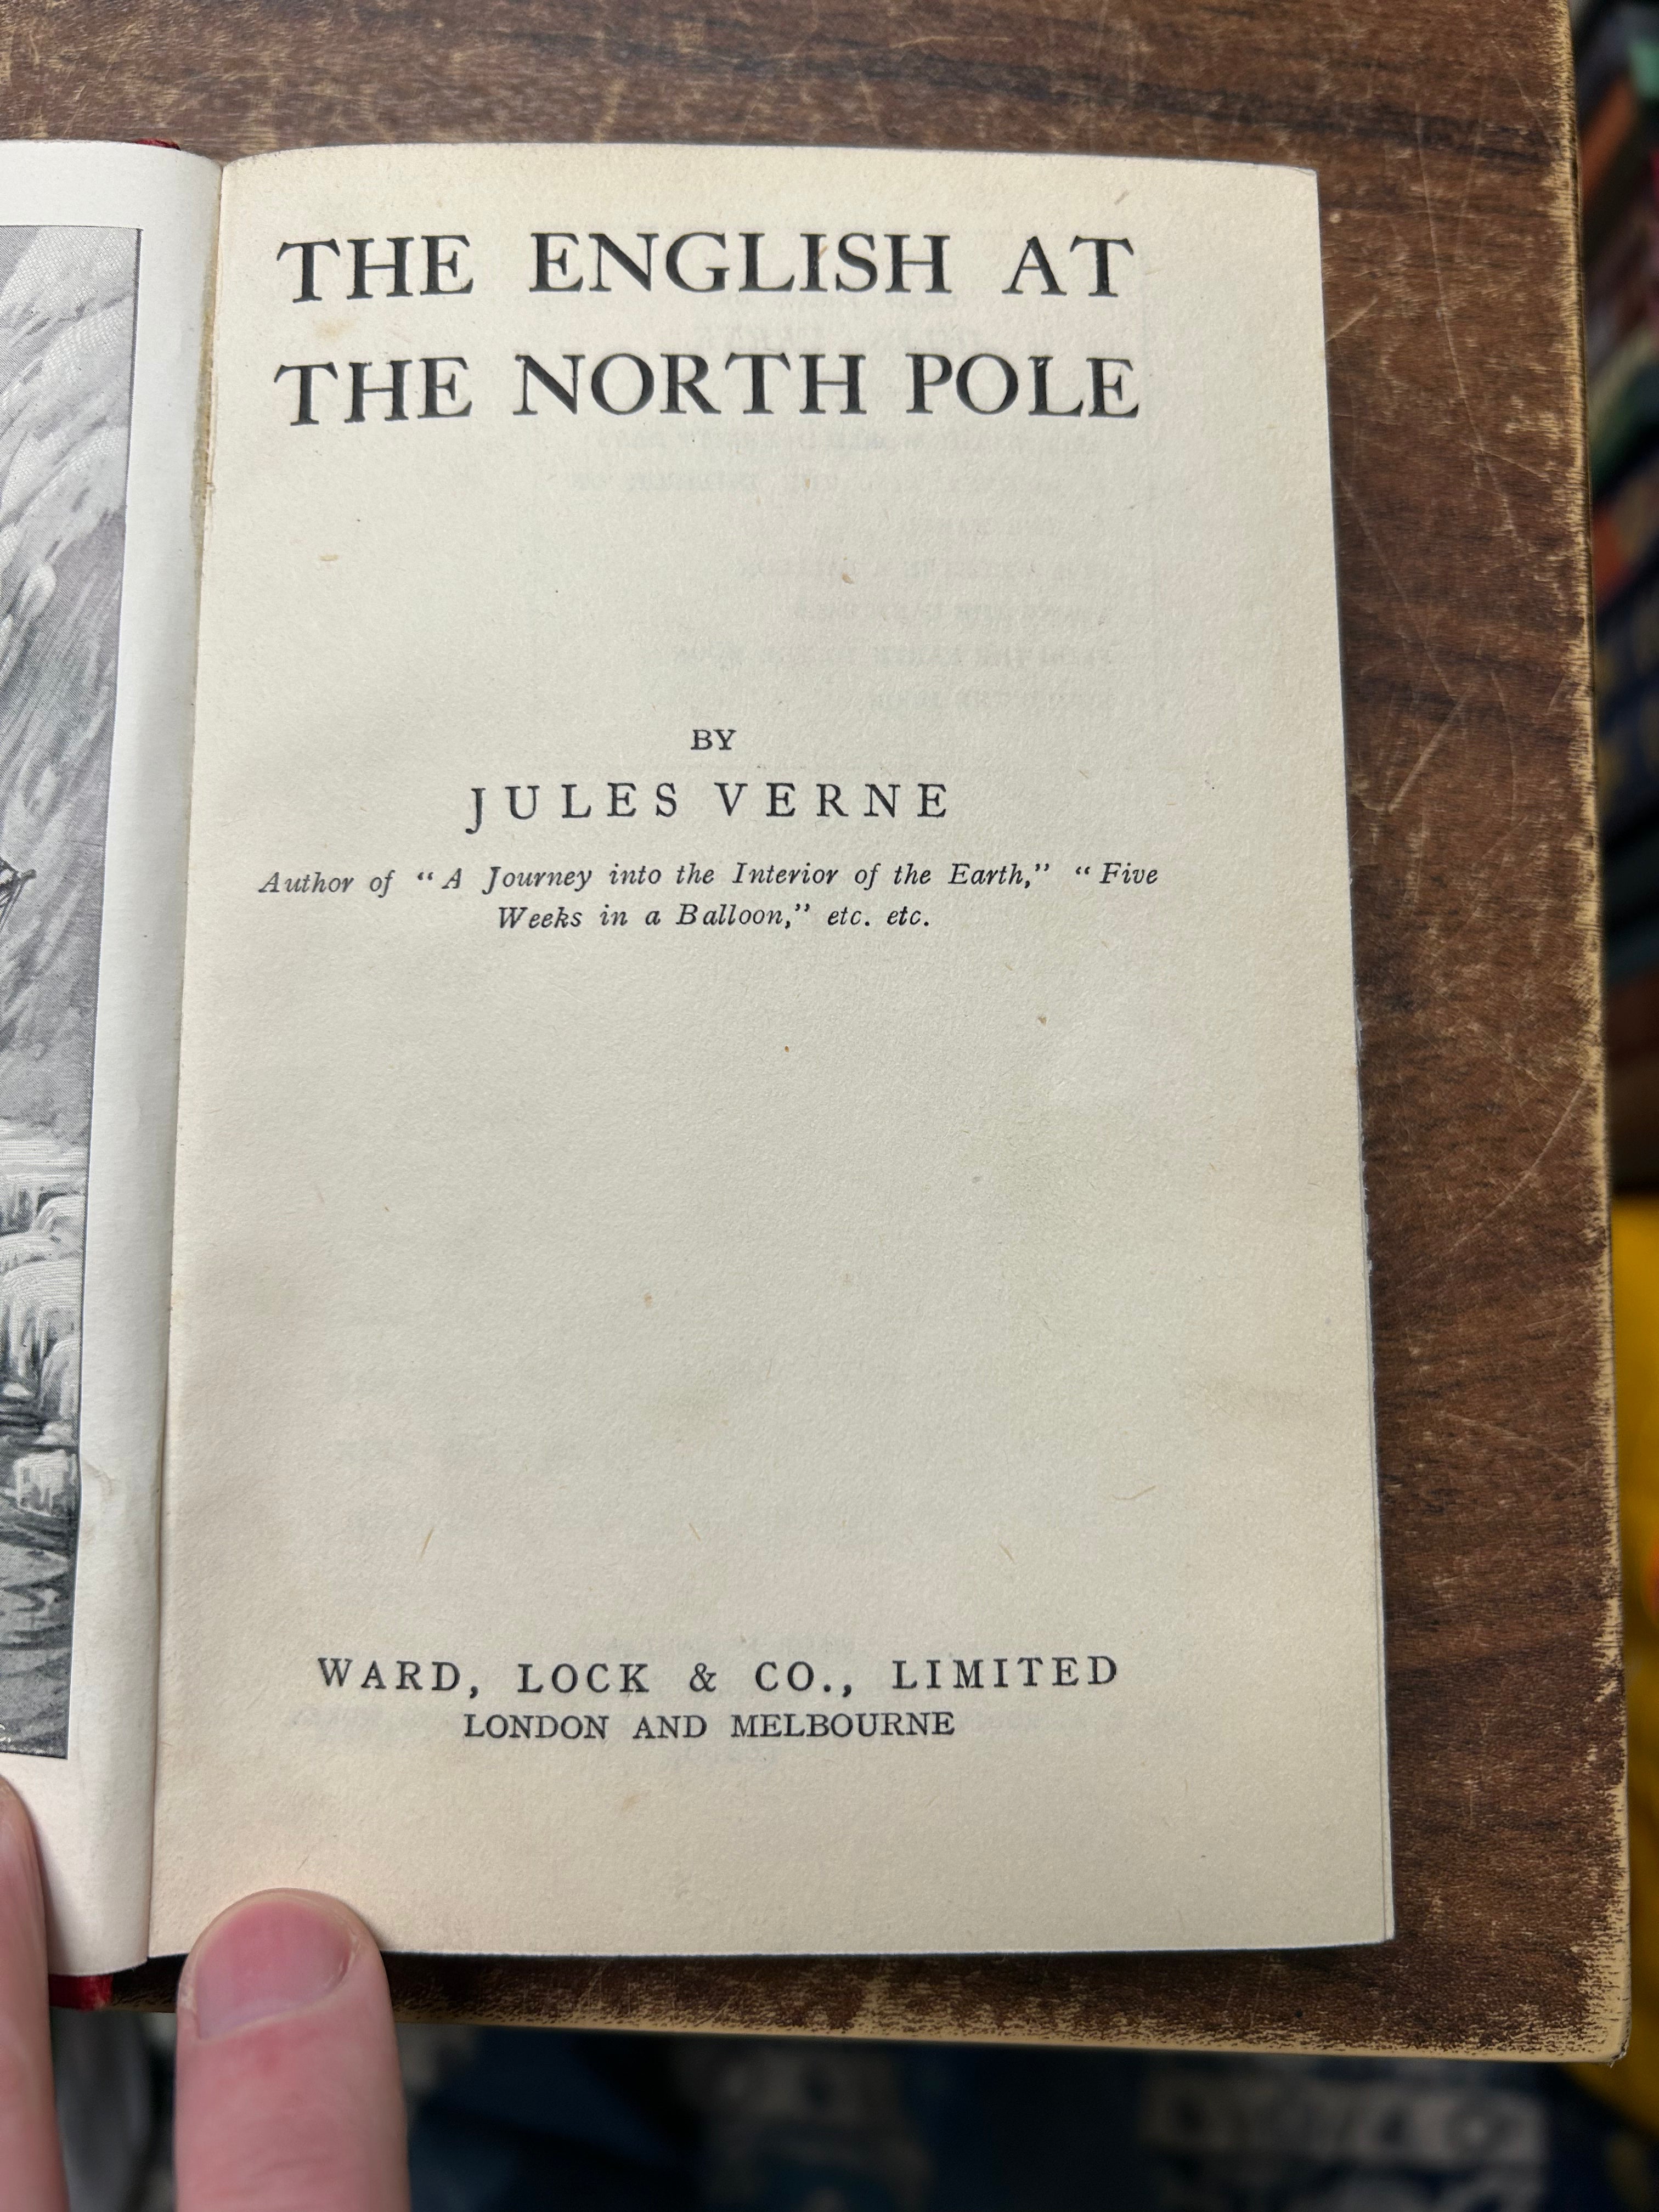 THE ENGLISH AT
THE NORTH POLE
BY
JULES VERNE
Author of “A Journey into the Interior of the Earth,” “Five
Weeks in a Balloon,” etc. etc.
WARD, LOCK & CO., LIMITED
LONDON AND MELBOURNE